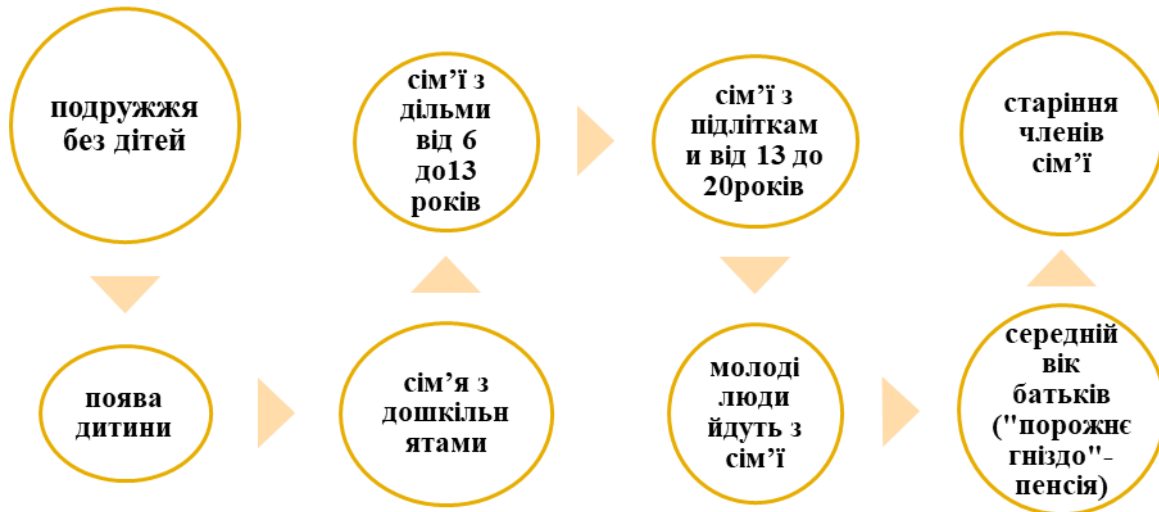 подружжя
без дітей
поява
дитини
сім’я з
дошкільн
ятами
сім’ї з
дільми
від 6
до13
років
сім’ї з
підліткам
и від 13 до
20років
молоді
люди
йдуть з
сім’ї
середній
вік
батьків
("порожнє
гніздо"-
пенсія)
старіння
членів
сім’ї